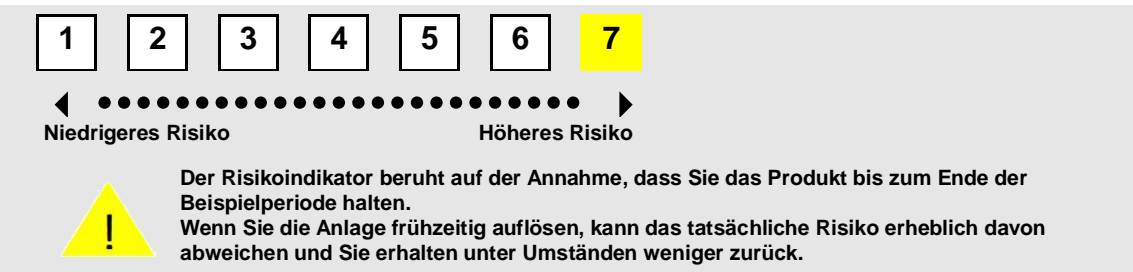 1 2 3 4 5 6 7
Niedrigeres Risiko Höheres Risiko
Der Risikoindikator beruht auf der Annahme, dass Sie das Produkt bis zum Ende der
Beispielperiode halten.
Wenn Sie die Anlage frühzeitig auflösen, kann das tatsächliche Risiko erheblich davon
abweichen und Sie erhalten unter Umständen weniger zurück.
!